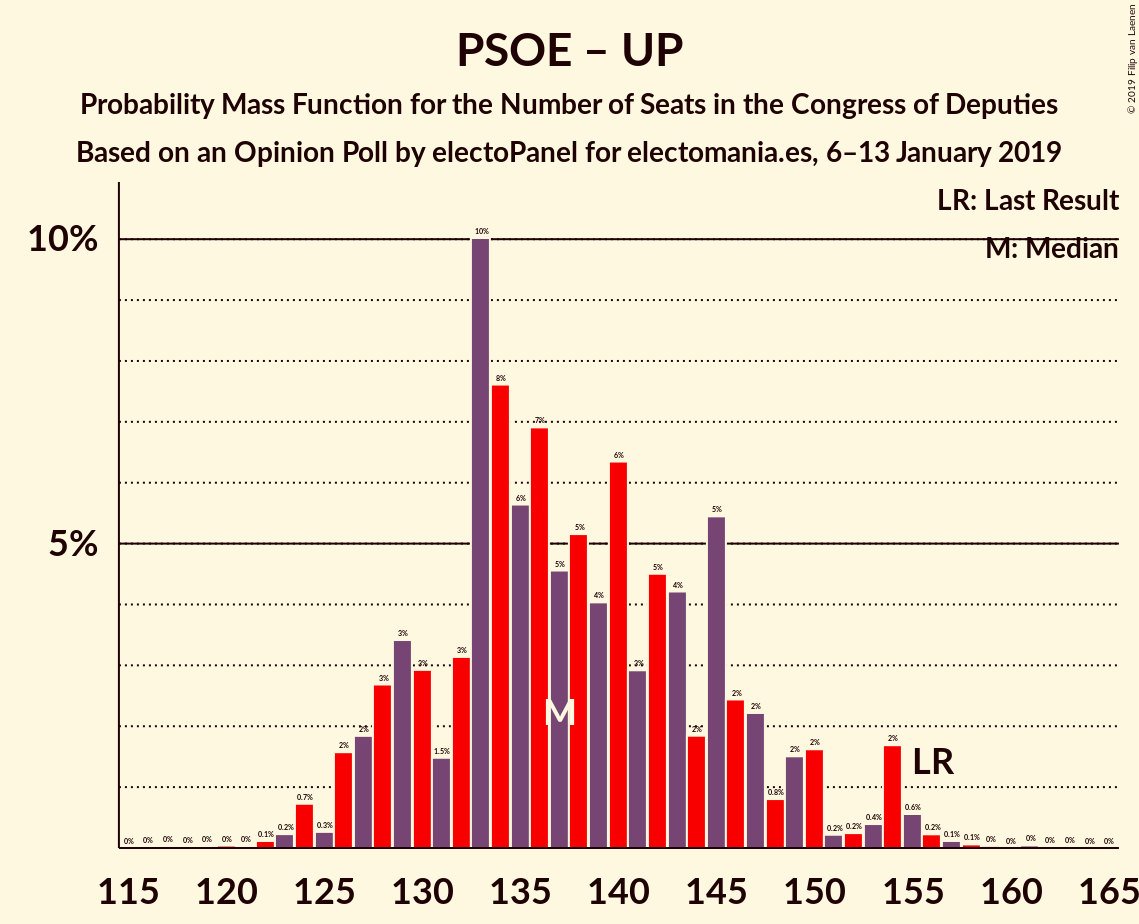 PSOE – UP
Probability Mass Function for the Number of Seats in the Congress of Deputies
Based on an Opinion Poll by electoPanel for electomania.es, 6–13 January 2019
© 2019 Filip van Laenen
LR: Last Result
M: Median
10%
5%
0% 0% 0% 0% 0% 0% 0% 0.1% 0.2% 0.7% 0.3% 2% 2% 3% 3% 3% 1.5% 3% 10% 8% 6% 7% 5% 5% 4% 6% 3% 5% 4% 2% 5% 2% 2% 0.8% 2% 2% 0.2% 0.2% 0.4% 2% 0.6% 0.2% 0.1% 0.1% 0% 0% 0% 0% 0% 0% 0%
M
LR
115 120 125 130 135 140 145 150 155 160 165